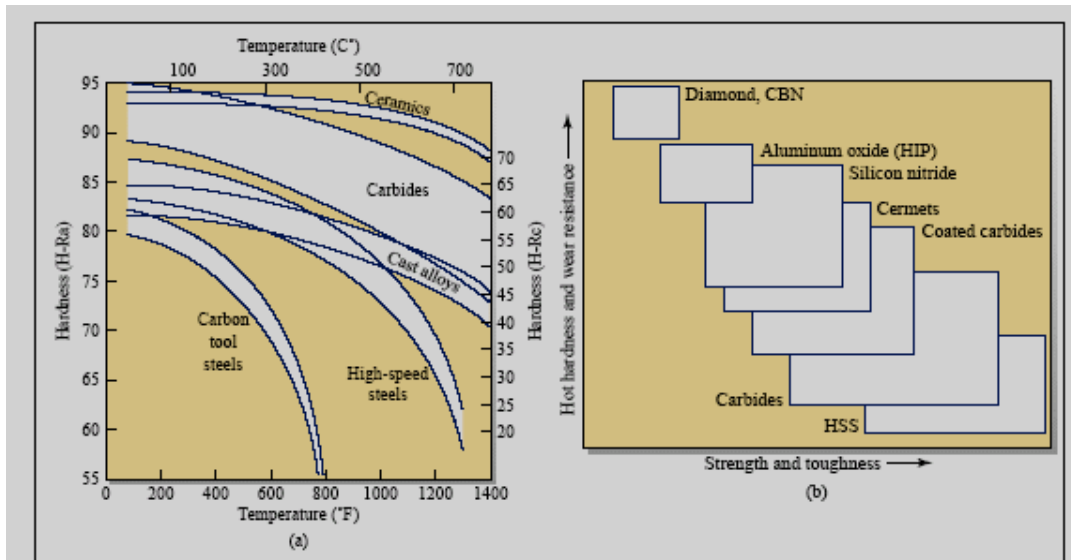 Temperature (C°)
100 300 400 500 700
95
90
85
80
75
70
65
60
55
Hardness (H-Ra)
Ceramics
Carbides
Cast alloys
Carbon
tool
steels
High-speed
steels
70
65
60
55
50
45
40
35
30
25
20
Hardness (H-Rc)
0 200 400 600 800 1000 1200 1400
Temperature (°F)
(a)
Hot hardness and wear resistance
Diamond, CBN
Aluminum oxide (HIP)
Silicon nitride
Cermets
Coated carbides
Carbides
HSS
Strength and toughness
(b)